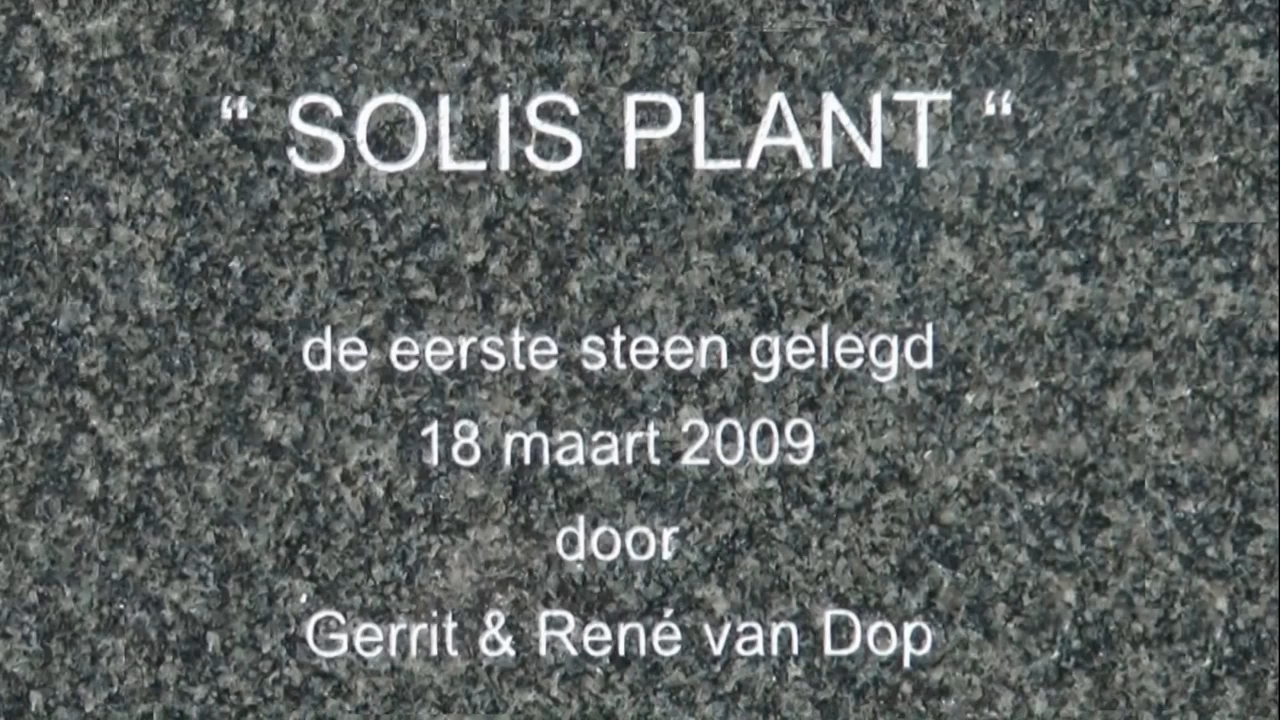 “ SOLIS PLANT “
de eerste steen gelegd
18 maart 2009
door
Gerrit & René van Dop